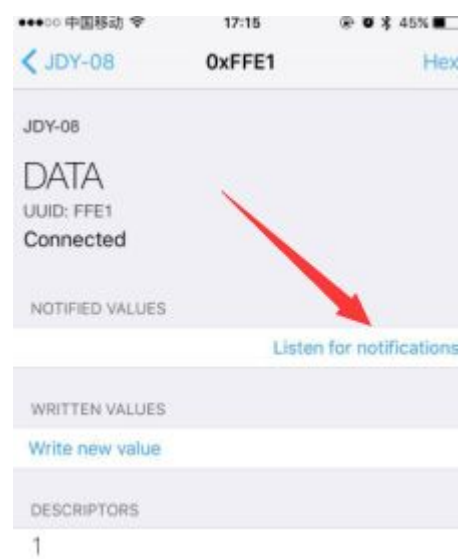 中国移动 17:15 45%
JDY-08 0xFFE1 Hex
JDY-08
DATA
UUID: FFE1
Connected
NOTIFIED VALUES
Listen for notifications
WRITTEN VALUES
Write new value
DESCRIPTORS
1